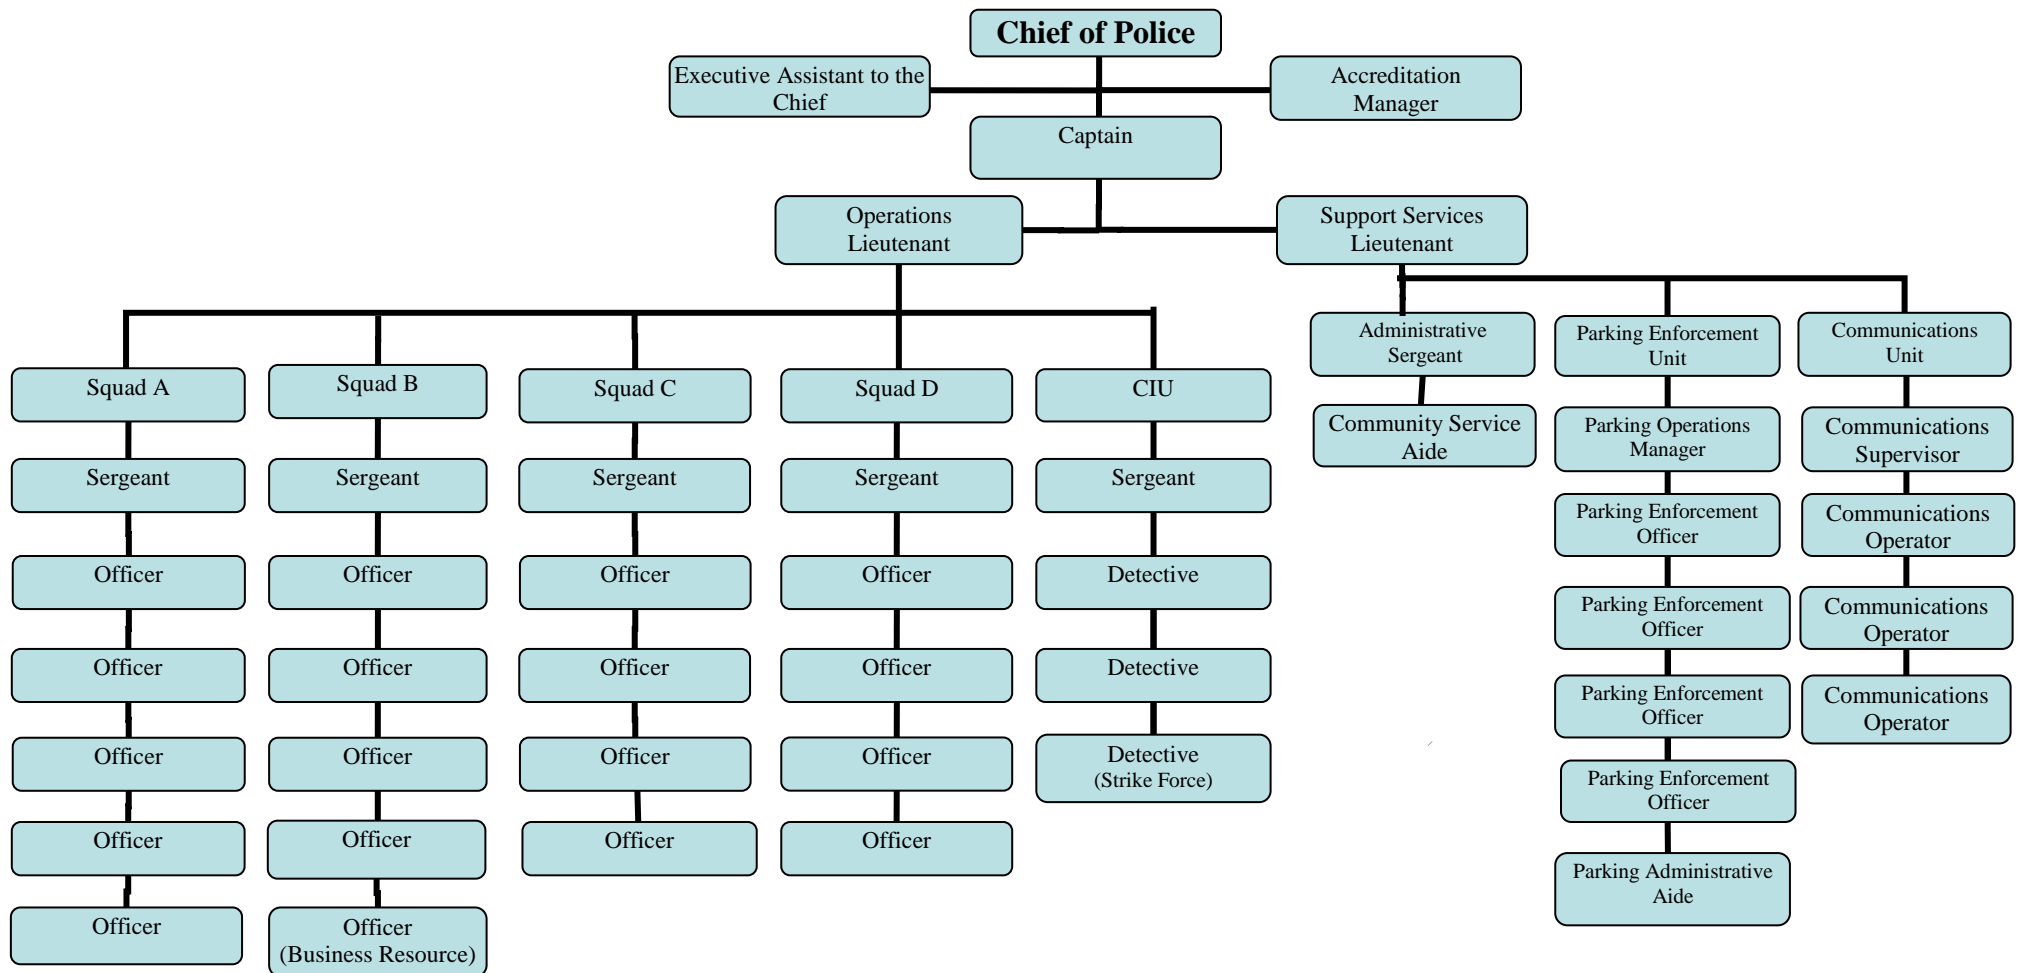 Chief of Police
Executive Assistant to the
Chief
Accreditation
Manager
Captain
Operations
Lieutenant
Support Services
Lieutenant
Squad A
Sergeant
Officer
Officer
Officer
Officer
Officer
Squad B
Sergeant
Officer
Officer
Officer
Officer
Officer
(Business Resource)
Squad C
Sergeant
Officer
Officer
Officer
Officer
Squad D
Sergeant
Officer
Officer
Officer
Officer
CIU
Sergeant
Detective
Detective
Detective
(Strike Force)
Administrative
Sergeant
Community Service
Aide
Parking Enforcement
Unit
Parking Operations
Manager
Parking Enforcement
Officer
Parking Enforcement
Officer
Parking Enforcement
Officer
Parking Enforcement
Officer
Parking Administrative
Aide
Communications
Unit
Communications
Supervisor
Communications
Operator
Communications
Operator
Communications
Operator